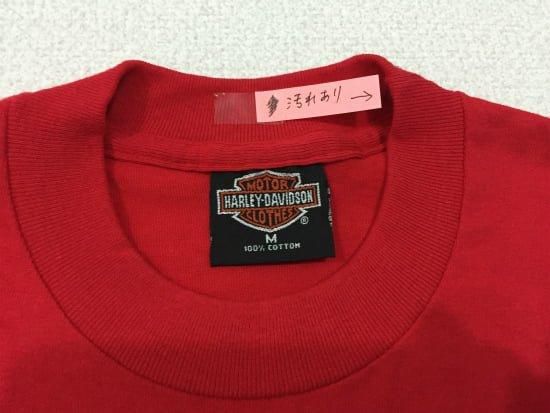 汚れあり→
MOTOR
HARLEY-DAVIDSON
CLOTHES
®
M
100% COTTON